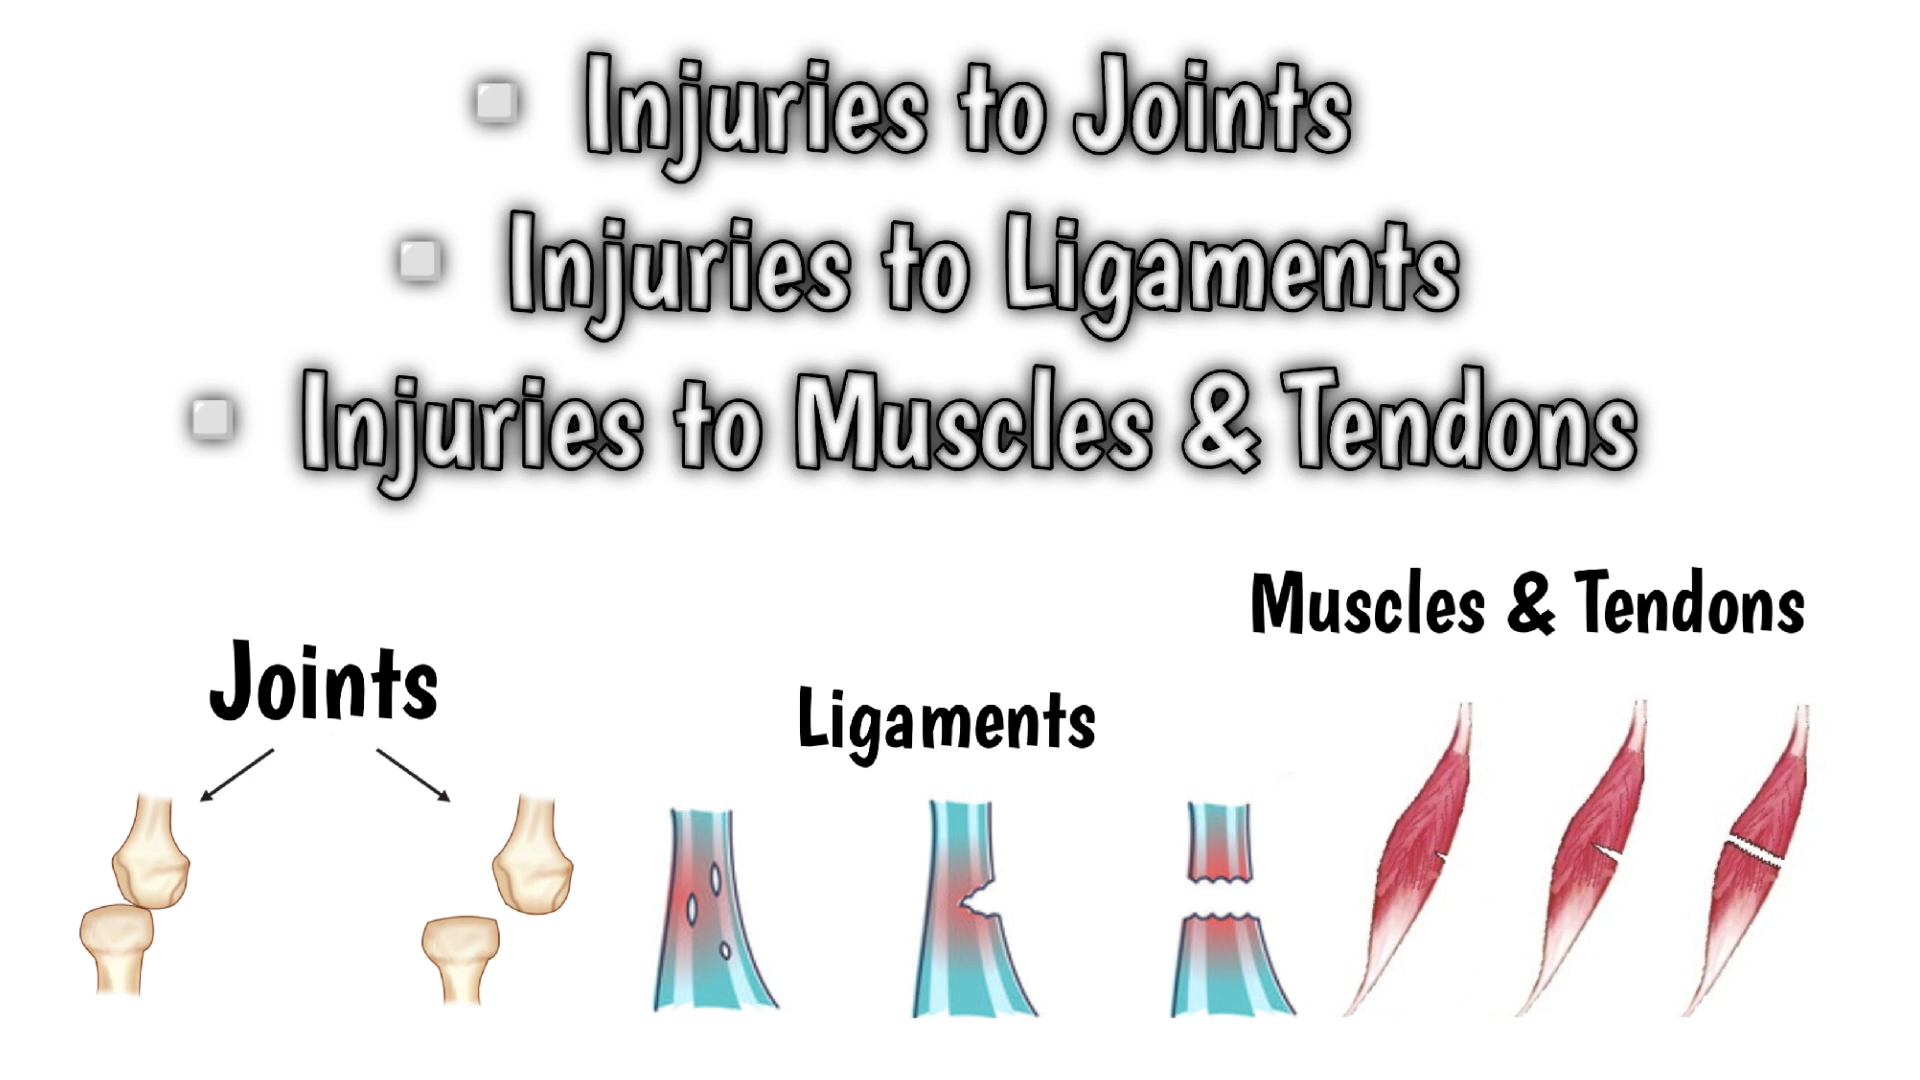 ▫ Injuries to Joints
▫ Injuries to Ligaments
▫ Injuries to Muscles & Tendons
Muscles & Tendons
Joints
Ligaments